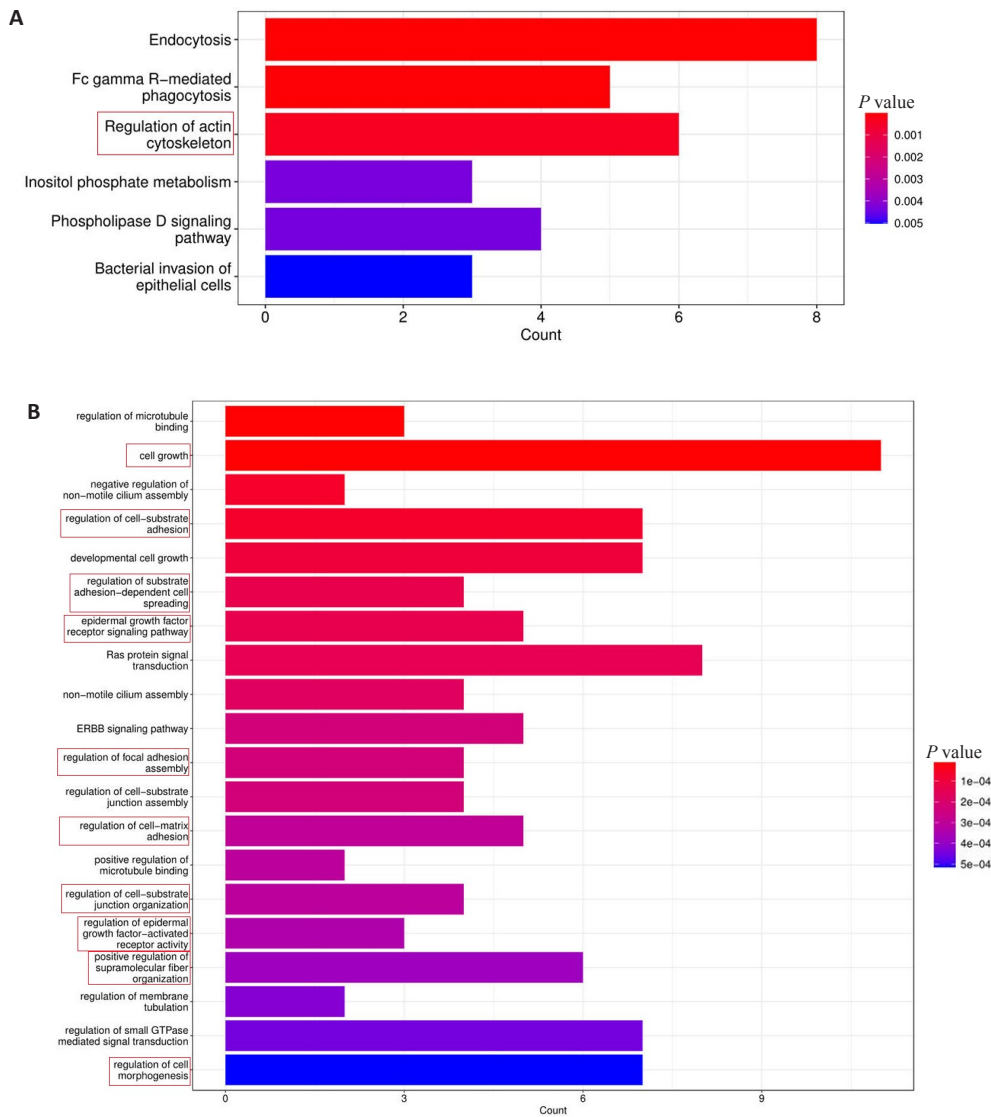 A
Endocytosis
Fc gamma R−mediated
phagocytosis
Regulation of actin
cytoskeleton
Inositol phosphate metabolism
Phospholipase D signaling
pathway
Bacterial invasion of
epithelial cells
0 2 4 6 8
Count
P value
0.001
0.002
0.003
0.004
0.005
B
regulation of microtubule
binding
cell growth
negative regulation of
non−motile cilium assembly
regulation of cell−substrate
adhesion
developmental cell growth
regulation of substrate
adhesion−dependent cell
spreading
epidermal growth factor
receptor signaling pathway
Ras protein signal
transduction
non−motile cilium assembly
ERBB signaling pathway
regulation of focal adhesion
assembly
regulation of cell−substrate
junction assembly
regulation of cell−matrix
adhesion
positive regulation of
microtubule binding
regulation of cell−substrate
junction organization
regulation of epidermal
growth factor−activated
receptor activity
positive regulation of
supramolecular fiber
organization
regulation of membrane
tubulation
regulation of small GTPase
mediated signal transduction
regulation of cell
morphogenesis
0 3 6 9
Count
P value
1e−04
2e−04
3e−04
4e−04
5e−04